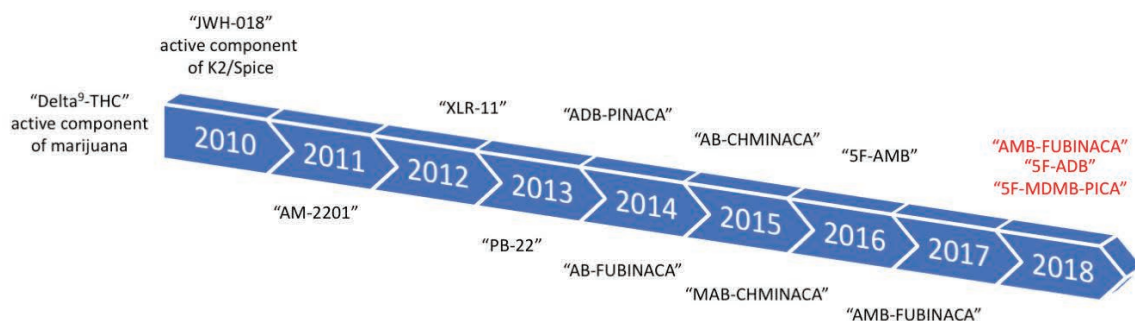 “JWH-018”
active component
of K2/Spice
“Delta⁹-THC”
active component
of marijuana
“XLR-11”
“ADB-PINACA”
“AB-CHMINACA”
“5F-AMB”
“AMB-FUBINACA”
“5F-ADB”
“5F-MDMB-PICA”
2010
2011
2012
2013
2014
2015
2016
2017
2018
“AM-2201”
“PB-22”
“AB-FUBINACA”
“MAB-CHMINACA”
“AMB-FUBINACA”